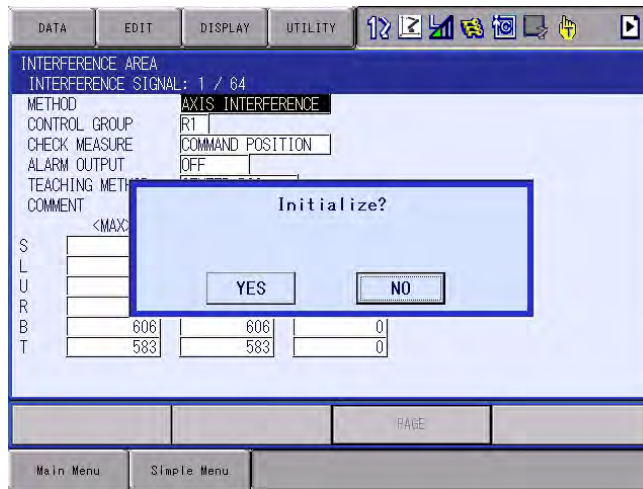 DATA EDIT DISPLAY UTILITY
INTERFERENCE AREA
INTERFERENCE SIGNAL: 1 / 64
METHOD AXIS INTERFERENCE
CONTROL GROUP R1
CHECK MEASURE COMMAND POSITION
ALARM OUTPUT OFF
TEACHING
COMMENT
<MAX>
Initialize?
YES NO
S
L
U
R
B 606 606 0
T 583 583 0
PAGE
Main Menu Simple Menu